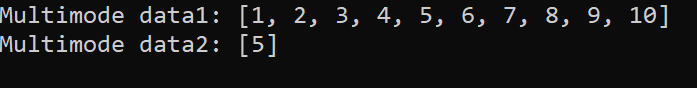 Multimode data1: [1, 2, 3, 4, 5, 6, 7, 8, 9, 10]
Multimode data2: [5]